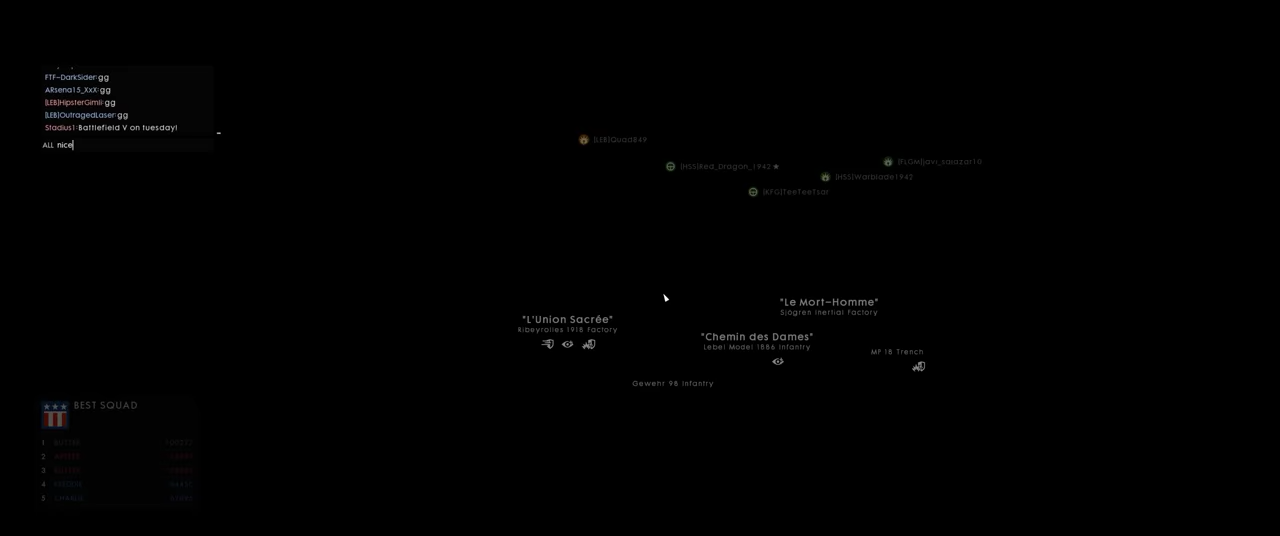 FTF-DarkSider: gg
ARsena15_XxX: gg
[LEB]HipsterGimli: gg
[LEB]OutragedLaser: gg
Stadius1: Battlefield V on tuesday!
ALL nice
[LEB]Quad849
[HSS]Red_Dragon_1942 ★
[FLGM]javi_salazar10
[HSS]Warblade1942
[KFG]TeeTeeTsar
"Le Mort-Homme"
Sjögren Inertial Factory
"L'Union Sacrée"
Ribeyrolles 1918 Factory
"Chemin des Dames"
Lebel Model 1886 Infantry
MP 18 Trench
Gewehr 98 Infantry
BEST SQUAD
1
2
3
4
5